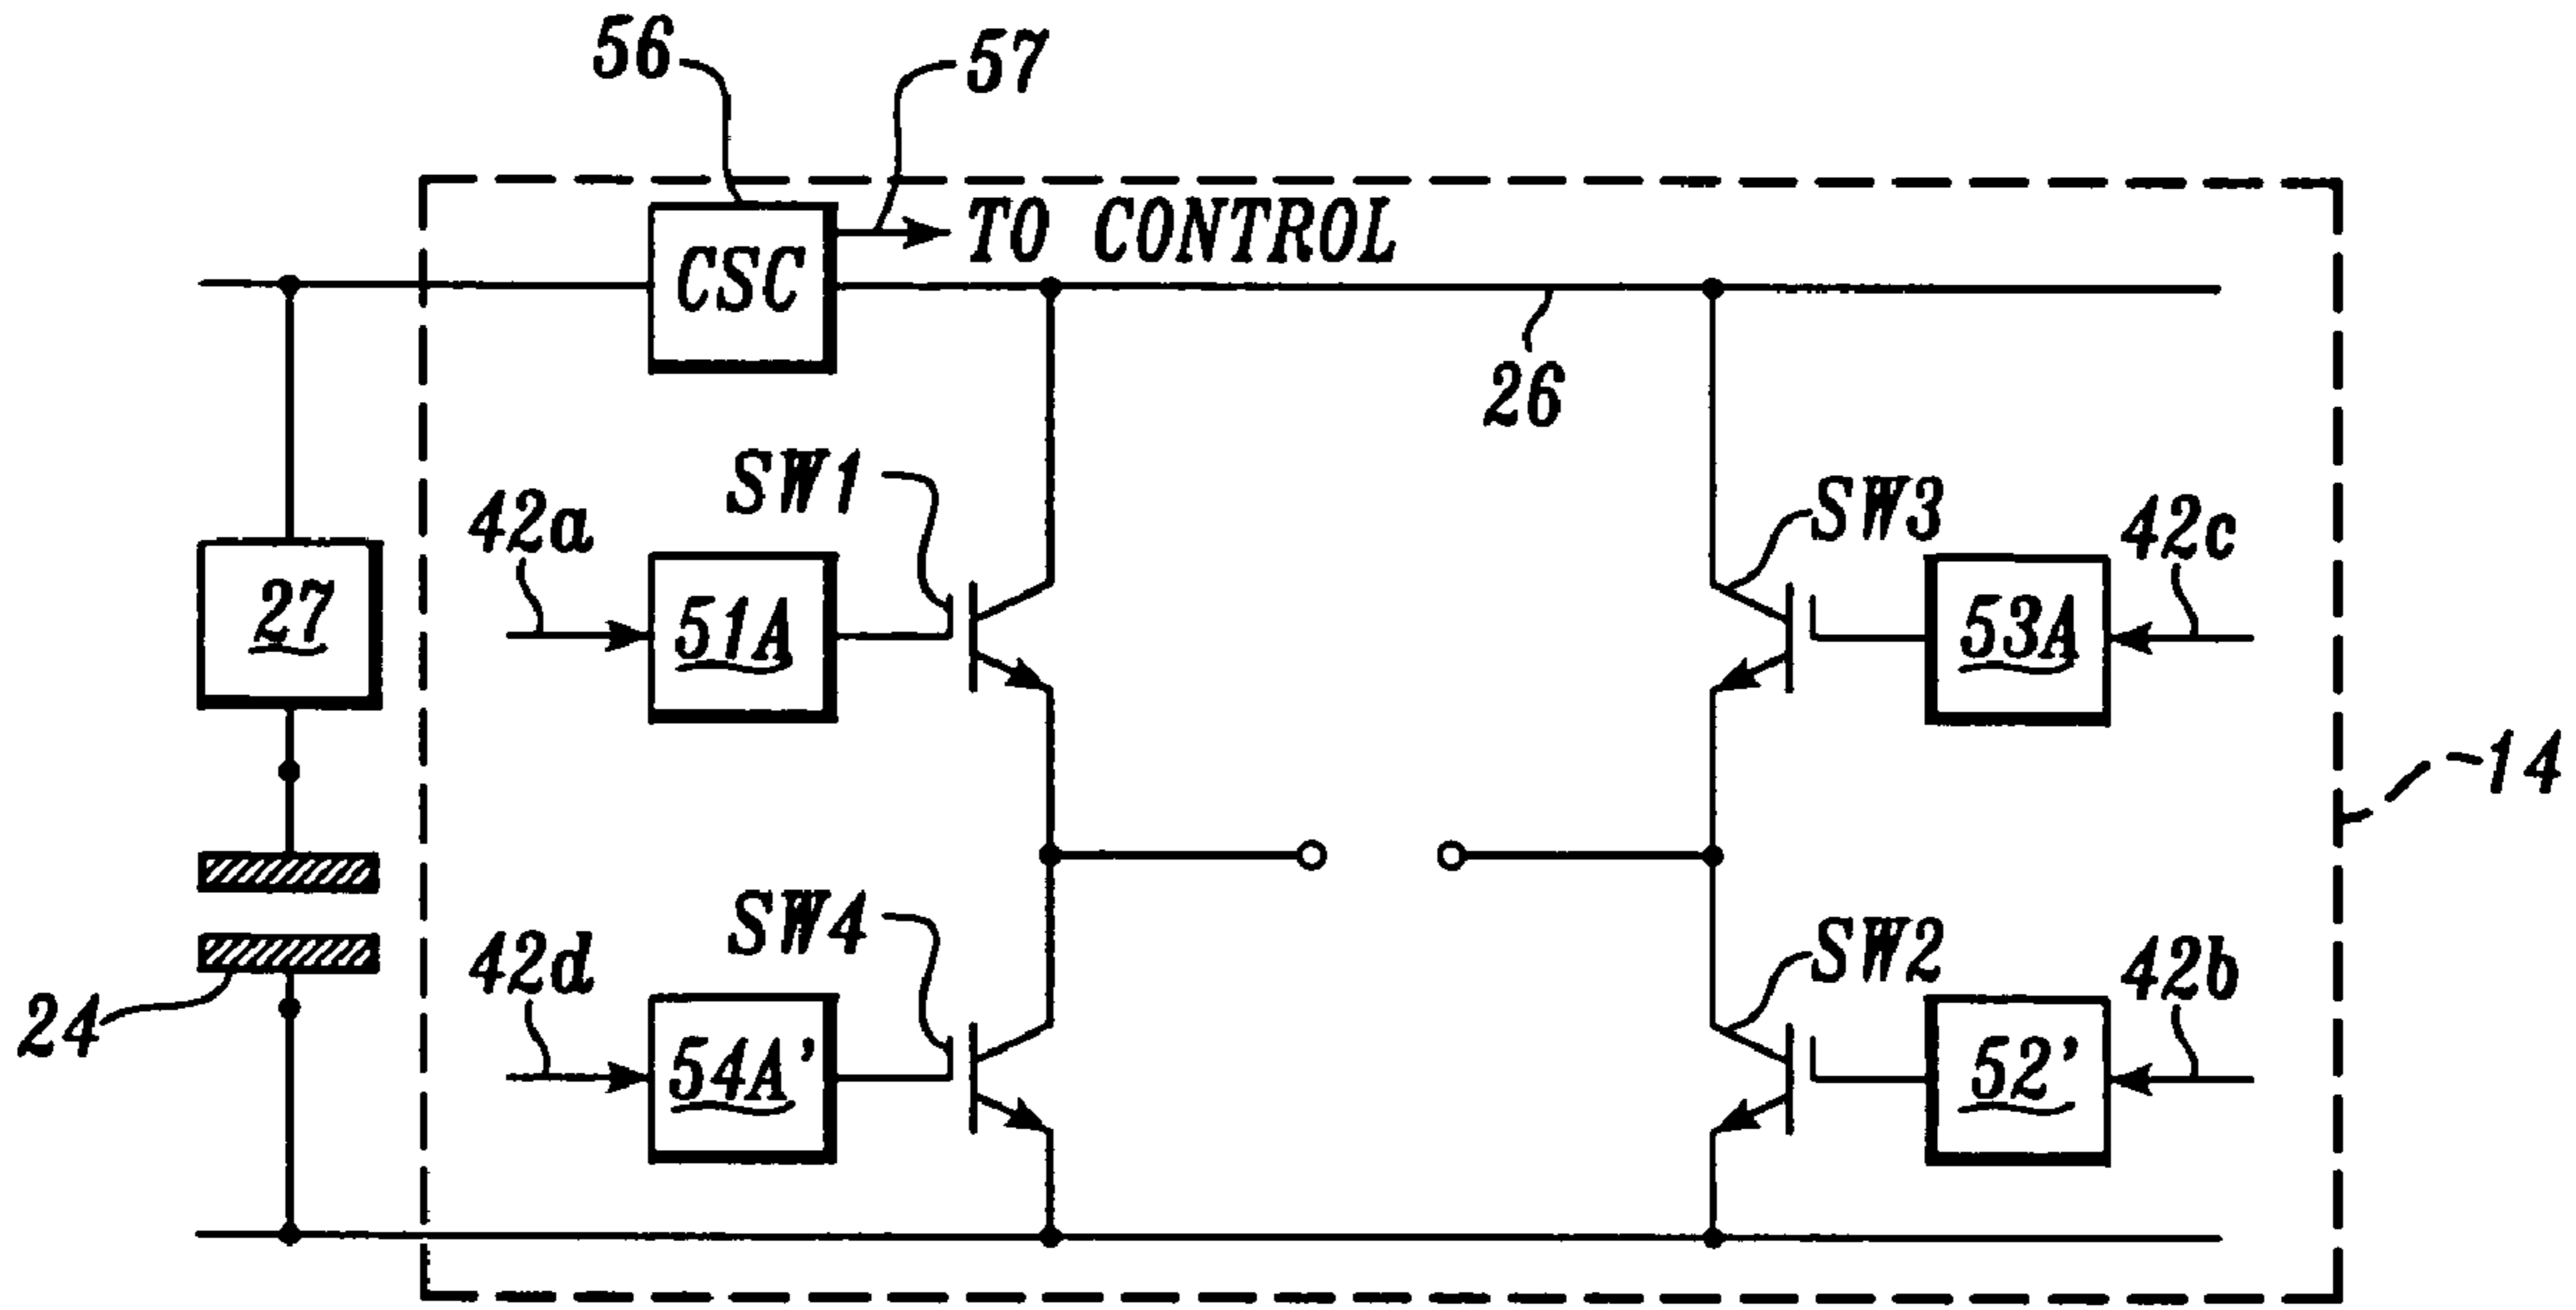 56
57
TO CONTROL
CSC
26
SW1
SW3
42a
42c
27
51A
53A
14
SW4
SW2
42d
42b
24
54A'
52'